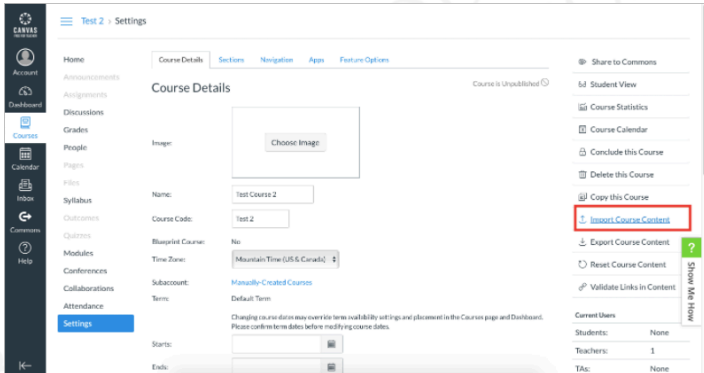 CANVAS
Account
Dashboard
Courses
Calendar
Inbox
Commons
Help
Test 2 › Settings
Home
Announcements
Assignments
Discussions
Grades
People
Pages
Files
Syllabus
Outcomes
Quizzes
Modules
Conferences
Collaborations
Attendance
Settings
Course Details Sections Navigation Apps Feature Options
Course Details
Course is Unpublished
Image:
Choose Image
Name: Test Course 2
Course Code: Test 2
Blueprint Course: No
Time Zone: Mountain Time (US & Canada)
Subaccount: Manually-Created Courses
Term: Default Term
Changing course dates may override term availability settings and placement in the Courses page and Dashboard.
Please confirm term dates before modifying course dates.
Starts:
Ends:
Share to Commons
Student View
Course Statistics
Course Calendar
Conclude this Course
Delete this Course
Copy this Course
Import Course Content
Export Course Content
Reset Course Content
Validate Links in Content
Current Users
Students: None
Teachers: 1
TAs: None
?
Show Me How